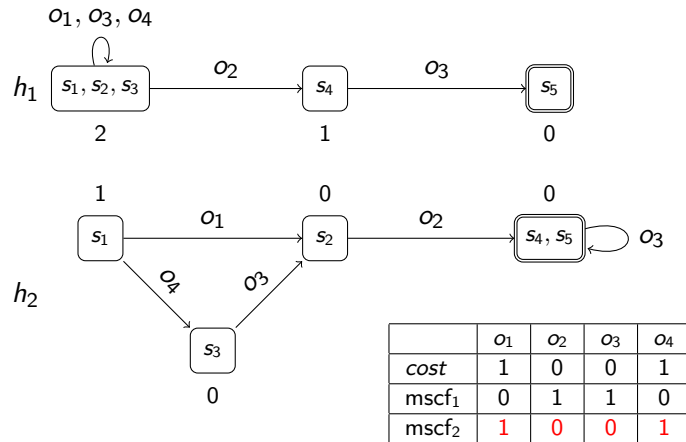 o₁, o₃, o₄
h₁ s₁, s₂, s₃ o₂ s₄ o₃ s₅
2 1 0
1 0 0
s₁ o₁ s₂ o₂ s₄, s₅ o₃
o₄ o₃
h₂
s₃
0
o₁ o₂ o₃ o₄
cost 1 0 0 1
mscf₁ 0 1 1 0
mscf₂ 1 0 0 1